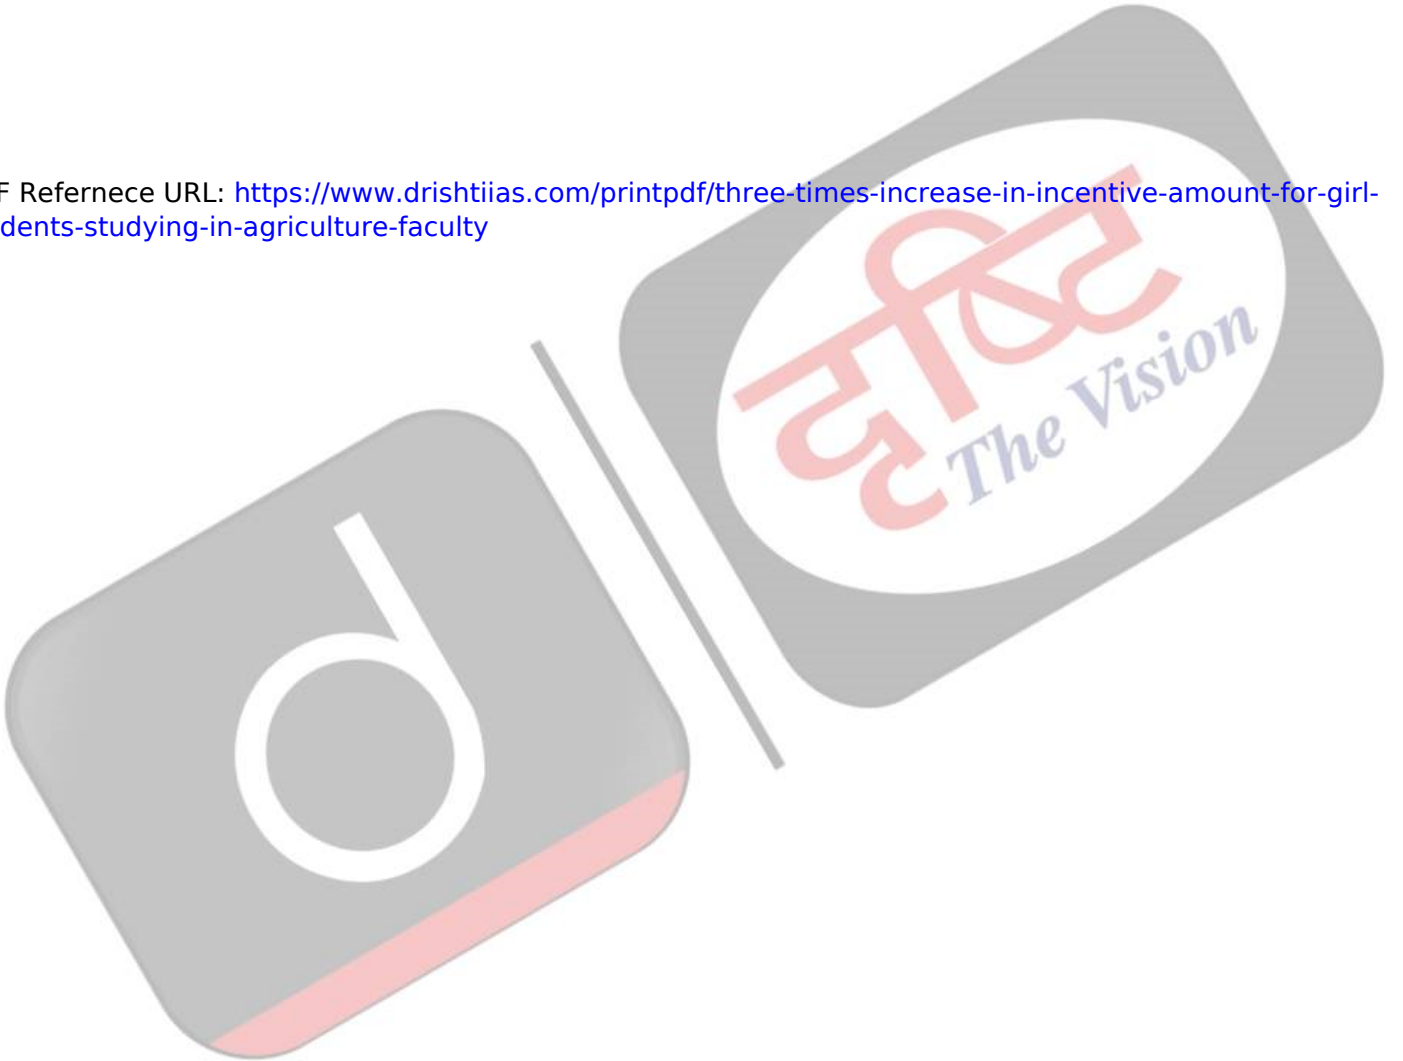 F Refernece URL: https://www.drishtiias.com/printpdf/three-times-increase-in-incentive-amount-for-girl-
dents-studying-in-agriculture-faculty
दृष्टि
The Vision
d